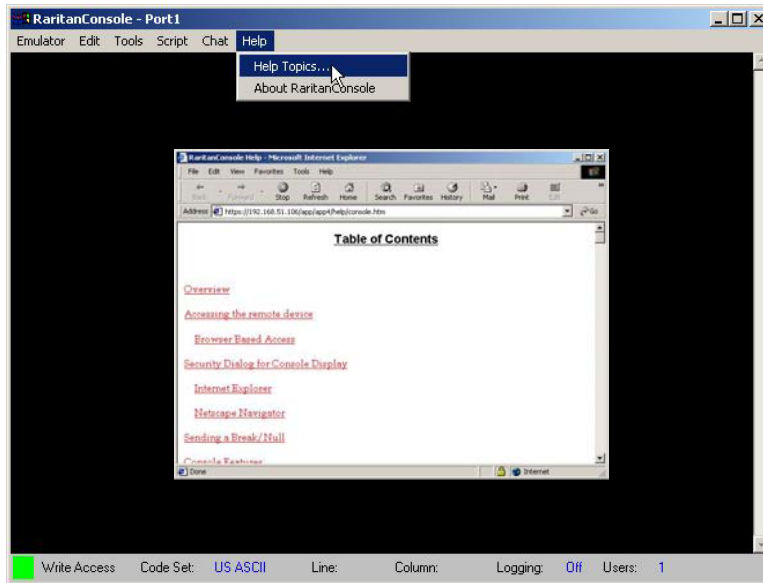 RaritanConsole - Port1
Emulator Edit Tools Script Chat Help
Help Topics...
About RaritanConsole
RaritanConsole Help - Microsoft Internet Explorer
File Edit View Favorites Tools Help
Back Forward Stop Refresh Home Search Favorites History Mail Print Edit
Address https://192.168.51.106/app/app4/help/console.htm Go
Table of Contents
Overview
Accessing the remote device
Browser Based Access
Security Dialog for Console Display
Internet Explorer
Netscape Navigator
Sending a Break/Null
Console Features
Done Internet
Write Access Code Set: US ASCII Line: Column: Logging: Off Users: 1